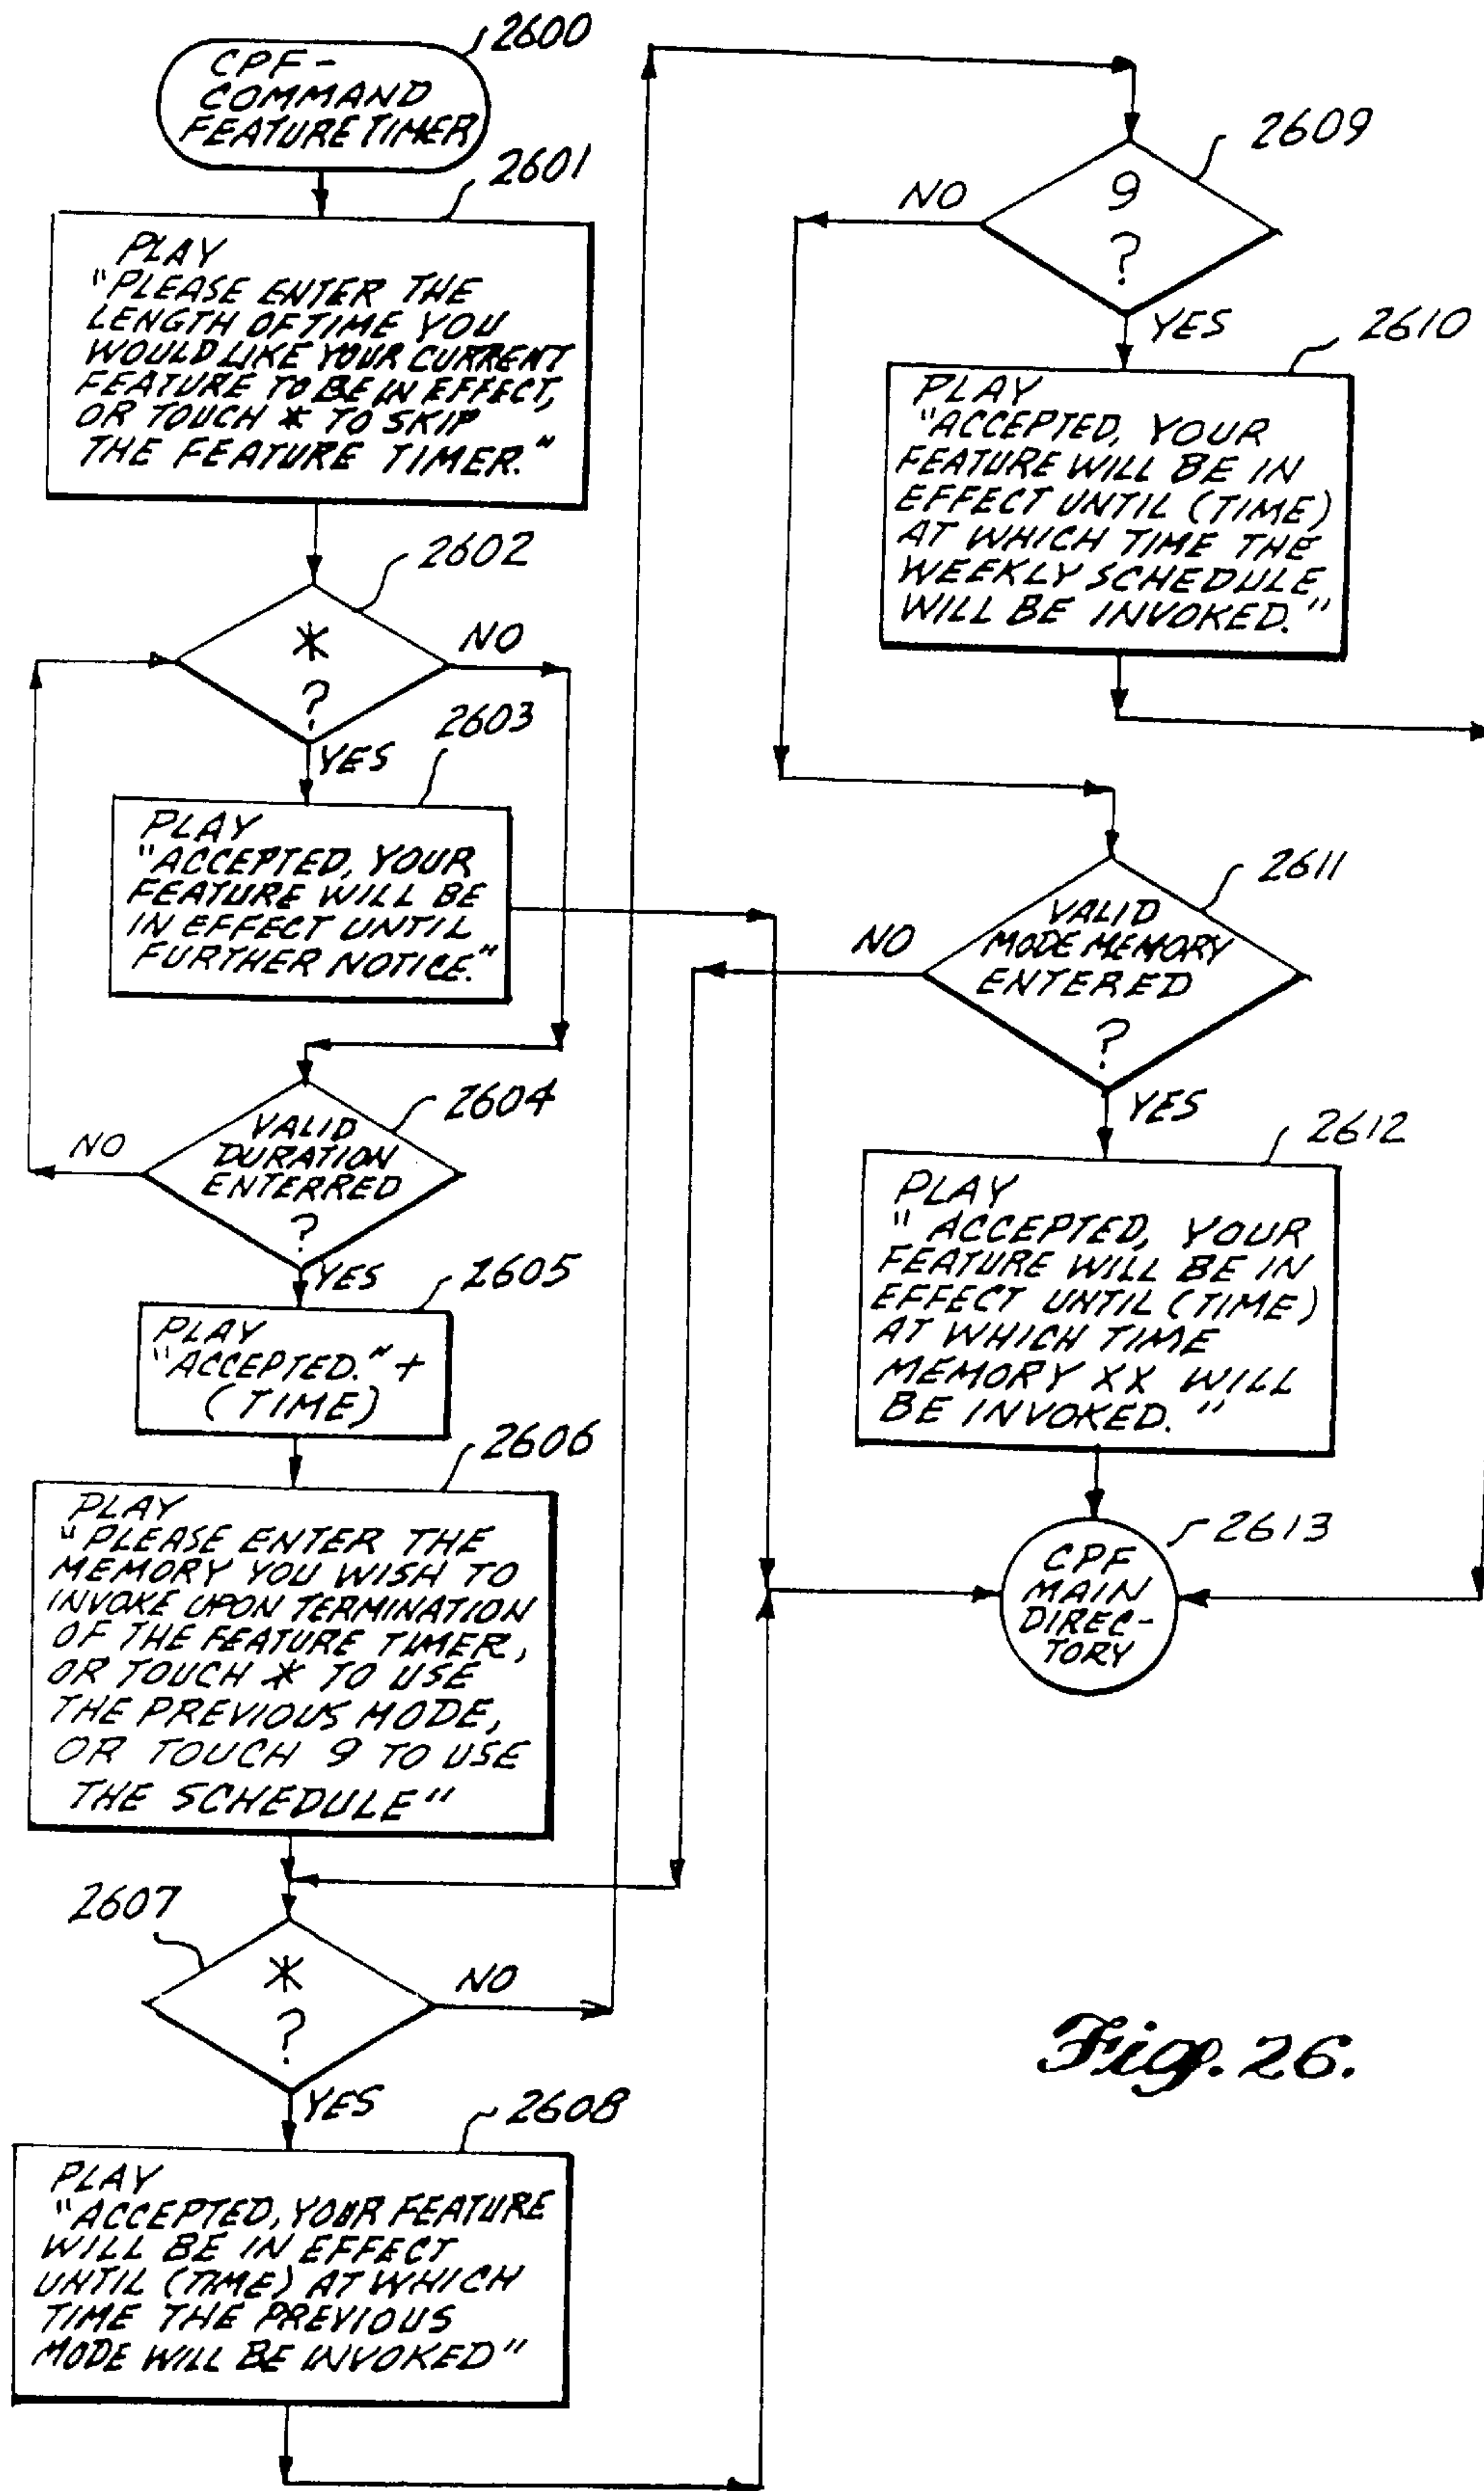 2600
CPF-
COMMAND
FEATURE TIMER
2601
PLAY
"PLEASE ENTER THE
LENGTH OF TIME YOU
WOULD LIKE YOUR CURRENT
FEATURE TO BE IN EFFECT,
OR TOUCH * TO SKIP
THE FEATURE TIMER."
2602
*
?
NO
YES
2603
PLAY
"ACCEPTED, YOUR
FEATURE WILL BE
IN EFFECT UNTIL
FURTHER NOTICE."
2604
VALID
DURATION
ENTERRED
?
NO
YES
2605
PLAY
"ACCEPTED." +
(TIME)
2606
PLAY
"PLEASE ENTER THE
MEMORY YOU WISH TO
INVOKE UPON TERMINATION
OF THE FEATURE TIMER,
OR TOUCH * TO USE
THE PREVIOUS MODE,
OR TOUCH 9 TO USE
THE SCHEDULE"
2607
*
?
NO
YES
2608
PLAY
"ACCEPTED, YOUR FEATURE
WILL BE IN EFFECT
UNTIL (TIME) AT WHICH
TIME THE PREVIOUS
MODE WILL BE INVOKED"
2609
9
?
NO
YES
2610
PLAY
"ACCEPTED, YOUR
FEATURE WILL BE IN
EFFECT UNTIL (TIME)
AT WHICH TIME THE
WEEKLY SCHEDULE
WILL BE INVOKED."
2611
VALID
MODE MEMORY
ENTERED
?
NO
YES
2612
PLAY
"ACCEPTED, YOUR
FEATURE WILL BE IN
EFFECT UNTIL (TIME)
AT WHICH TIME
MEMORY XX WILL
BE INVOKED."
2613
CPF
MAIN
DIREC-
TORY
Fig. 26.